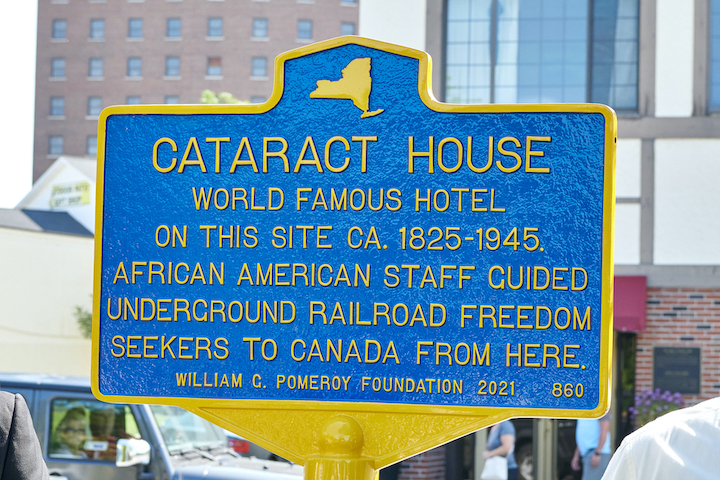 CATARACT HOUSE
WORLD FAMOUS HOTEL
ON THIS SITE CA. 1825-1945.
AFRICAN AMERICAN STAFF GUIDED
UNDERGROUND RAILROAD FREEDOM
SEEKERS TO CANADA FROM HERE.
WILLIAM G. POMEROY FOUNDATION 2021 860